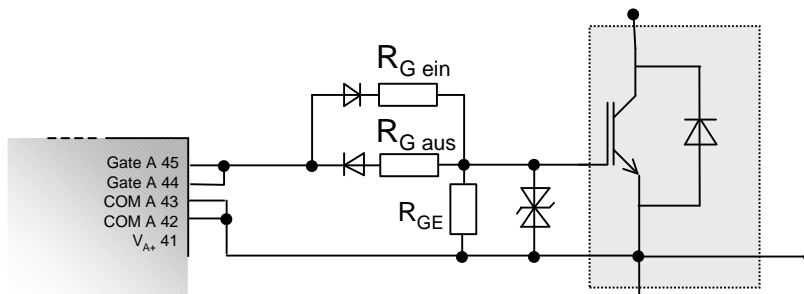 R_G ein
R_G aus
R_GE
Gate A 45
Gate A 44
COM A 43
COM A 42
V_A+ 41